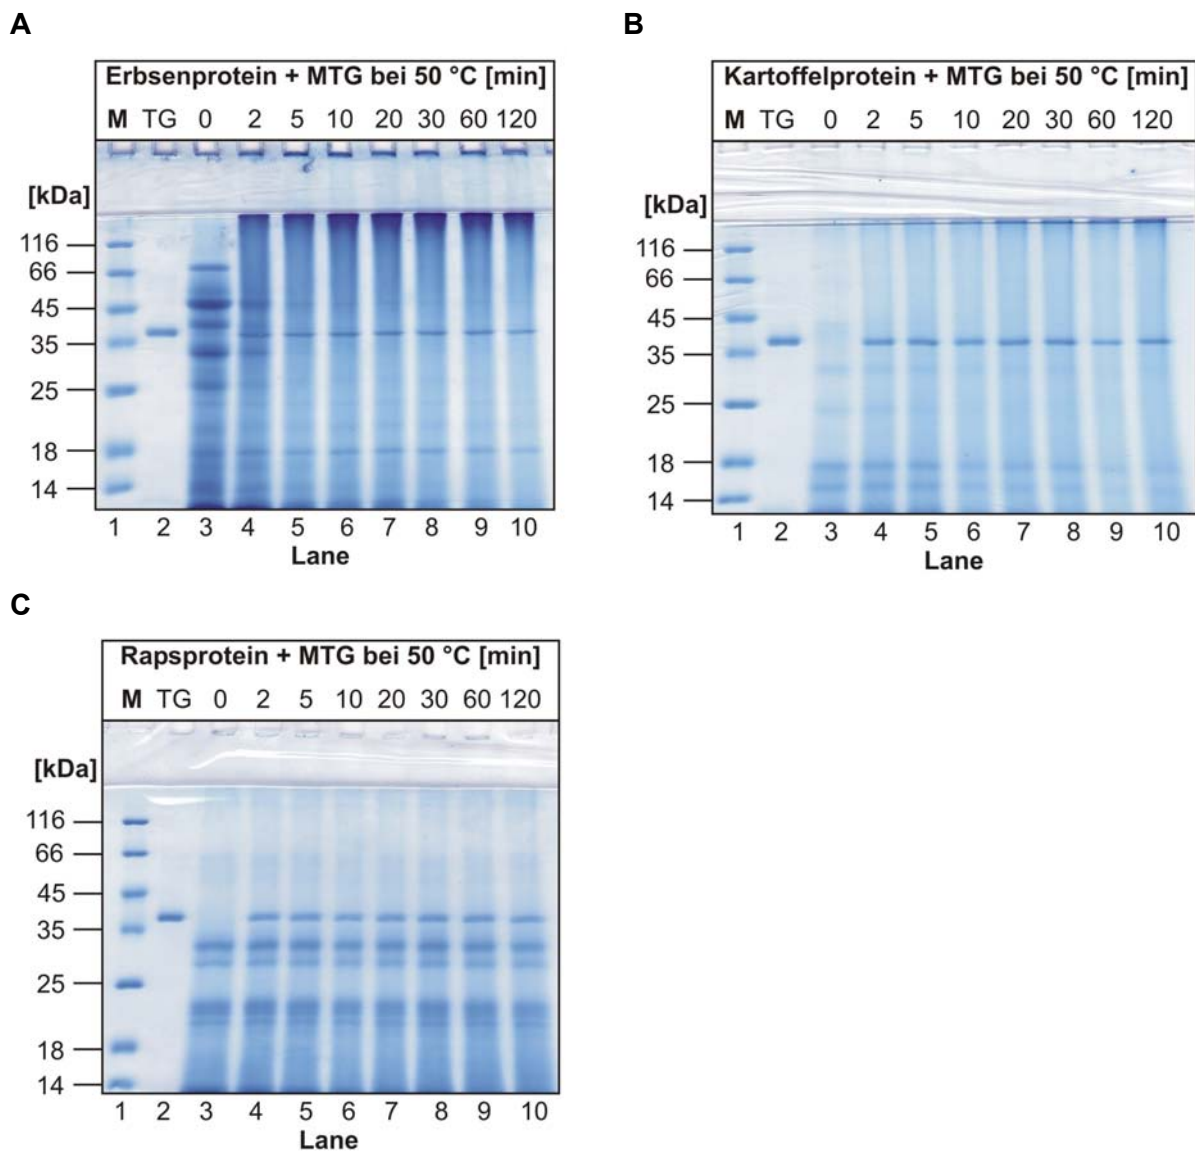 A
Erbsenprotein + MTG bei 50 °C [min]
M TG 0 2 5 10 20 30 60 120
[kDa]
116
66
45
35
25
18
14
1 2 3 4 5 6 7 8 9 10
Lane
B
Kartoffelprotein + MTG bei 50 °C [min]
M TG 0 2 5 10 20 30 60 120
[kDa]
116
66
45
35
25
18
14
1 2 3 4 5 6 7 8 9 10
Lane
C
Rapsprotein + MTG bei 50 °C [min]
M TG 0 2 5 10 20 30 60 120
[kDa]
116
66
45
35
25
18
14
1 2 3 4 5 6 7 8 9 10
Lane